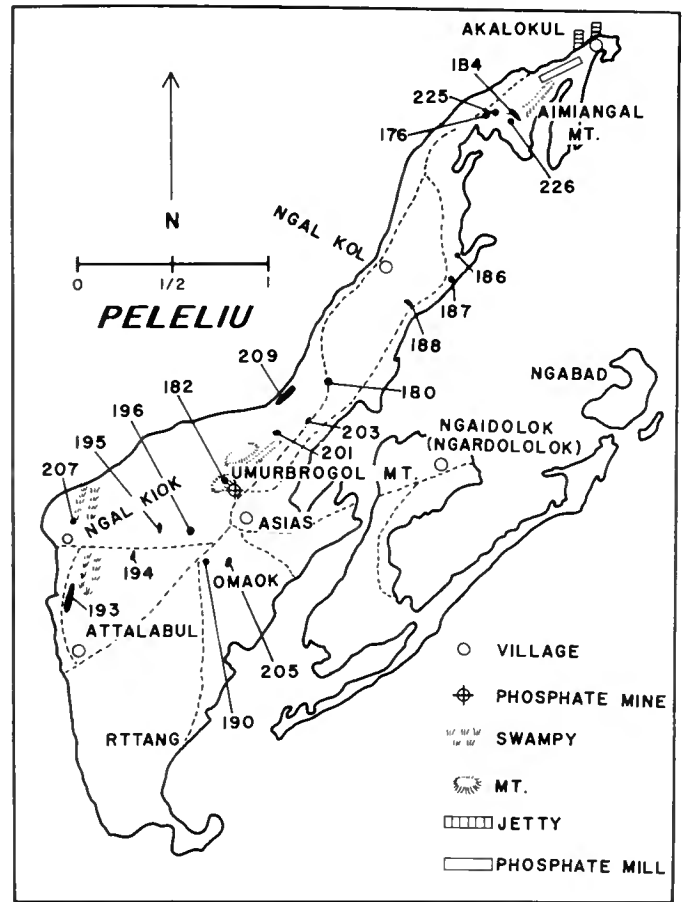 AKALOKUL
1B4
225
176
AIMIANGAL
MT.
226
N
NGAL KOL
0 1/2 1
PELELIU
186
187
188
209
182
180
NGABAD
196
203
NGAIDOLOK
(NGARDOLOLOK)
195
201
207
UMURBROGOL MT.
NGAL KIOK
ASIAS
194
OMAOK
193
ATTALABUL
205
190
RTTANG
VILLAGE
PHOSPHATE MINE
SWAMPY
MT.
JETTY
PHOSPHATE MILL